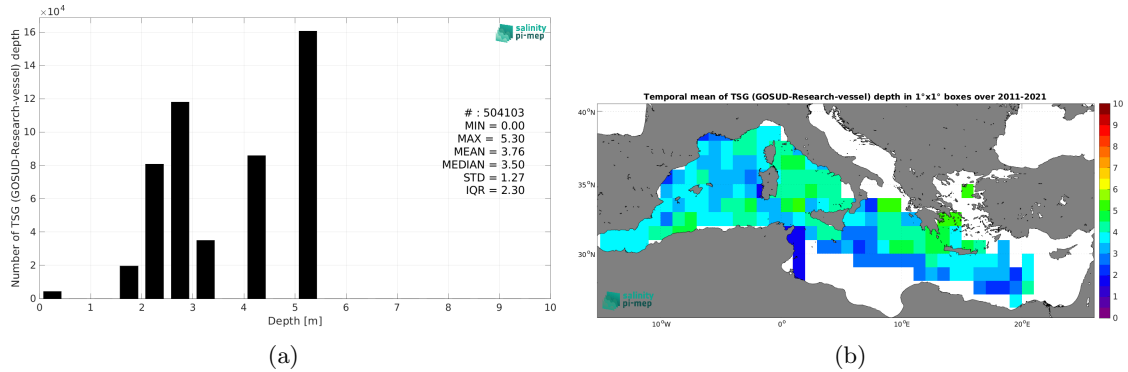 ×10⁴
16
14
12
10
8
6
4
2
0
Number of TSG (GOSUD-Research-vessel) depth
salinity
pi-mep
# : 504103
MIN = 0.00
MAX = 5.30
MEAN = 3.76
MEDIAN = 3.50
STD = 1.27
IQR = 2.30
0 1 2 3 4 5 6 7 8 9 10
Depth [m]
(a)
Temporal mean of TSG (GOSUD-Research-vessel) depth in 1°x1° boxes over 2011-2021
40°N
35°N
30°N
10°W 0° 10°E 20°E
salinity
pi-mep
10
9
8
7
6
5
4
3
2
1
0
(b)